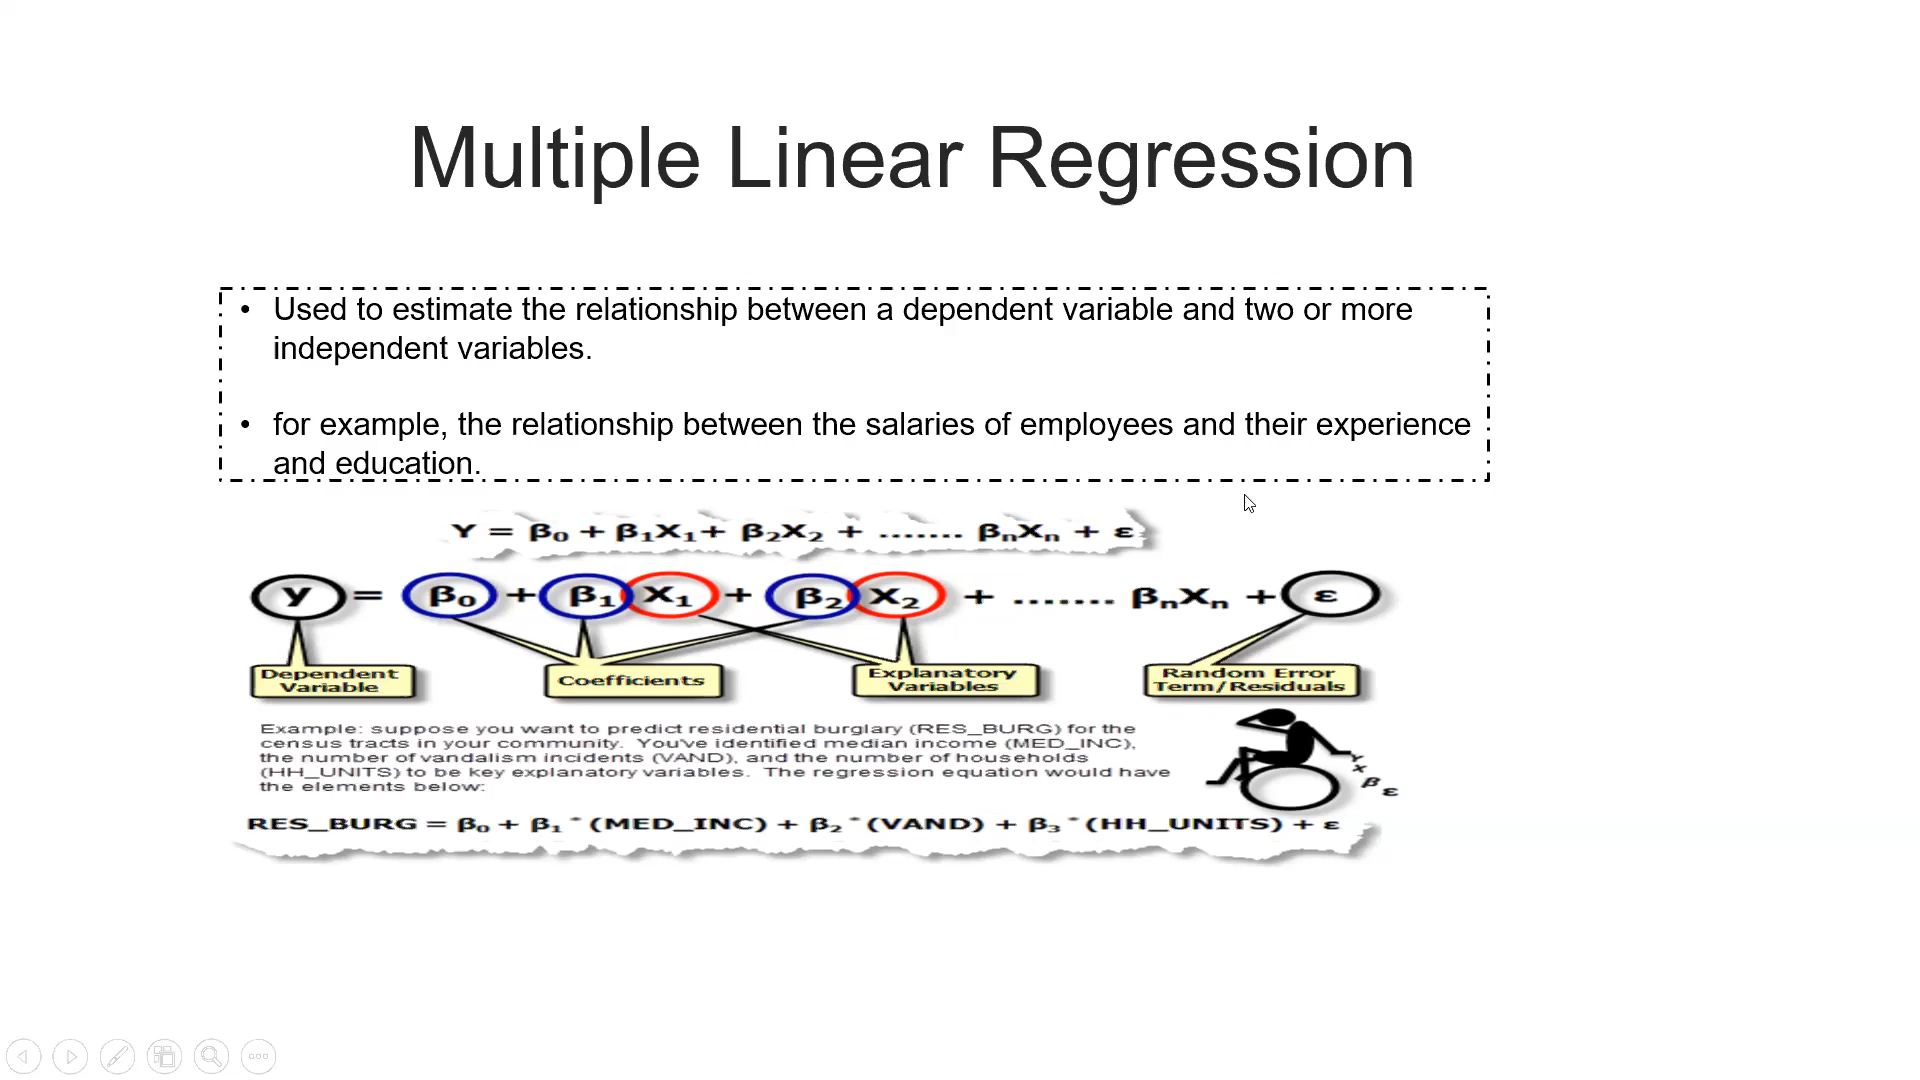 Multiple Linear Regression
• Used to estimate the relationship between a dependent variable and two or more
independent variables.
• for example, the relationship between the salaries of employees and their experience
and education.
Y = β₀ + β₁X₁+ β₂X₂ + ....... βₙXₙ + ε
y = β₀ + β₁ X₁ + β₂ X₂ + ....... βₙXₙ + ε
Dependent
Variable
Coefficients
Explanatory
Variables
Random Error
Term/Residuals
Example: suppose you want to predict residential burglary (RES_BURG) for the
census tracts in your community. You've identified median income (MED_INC),
the number of vandalism incidents (VAND), and the number of households
(HH_UNITS) to be key explanatory variables. The regression equation would have
the elements below:
Y
X
β
ε
RES_BURG = β₀ + β₁ * (MED_INC) + β₂ * (VAND) + β₃ * (HH_UNITS) + ε